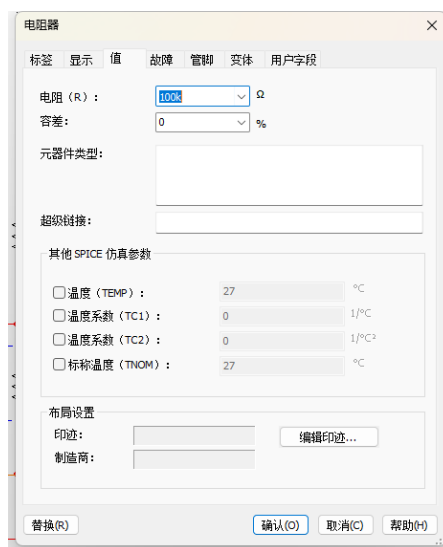 电阻器
标签 显示 值 故障 管脚 变体 用户字段
电阻（R）： 100k Ω
容差： 0 %
元器件类型：
超级链接：
其他 SPICE 仿真参数
温度（TEMP）： 27 °C
温度系数（TC1）： 0 1/°C
温度系数（TC2）： 0 1/°C²
标称温度（TNOM）： 27 °C
布局设置
印迹： 编辑印迹...
制造商：
替换(R) 确认(O) 取消(C) 帮助(H)